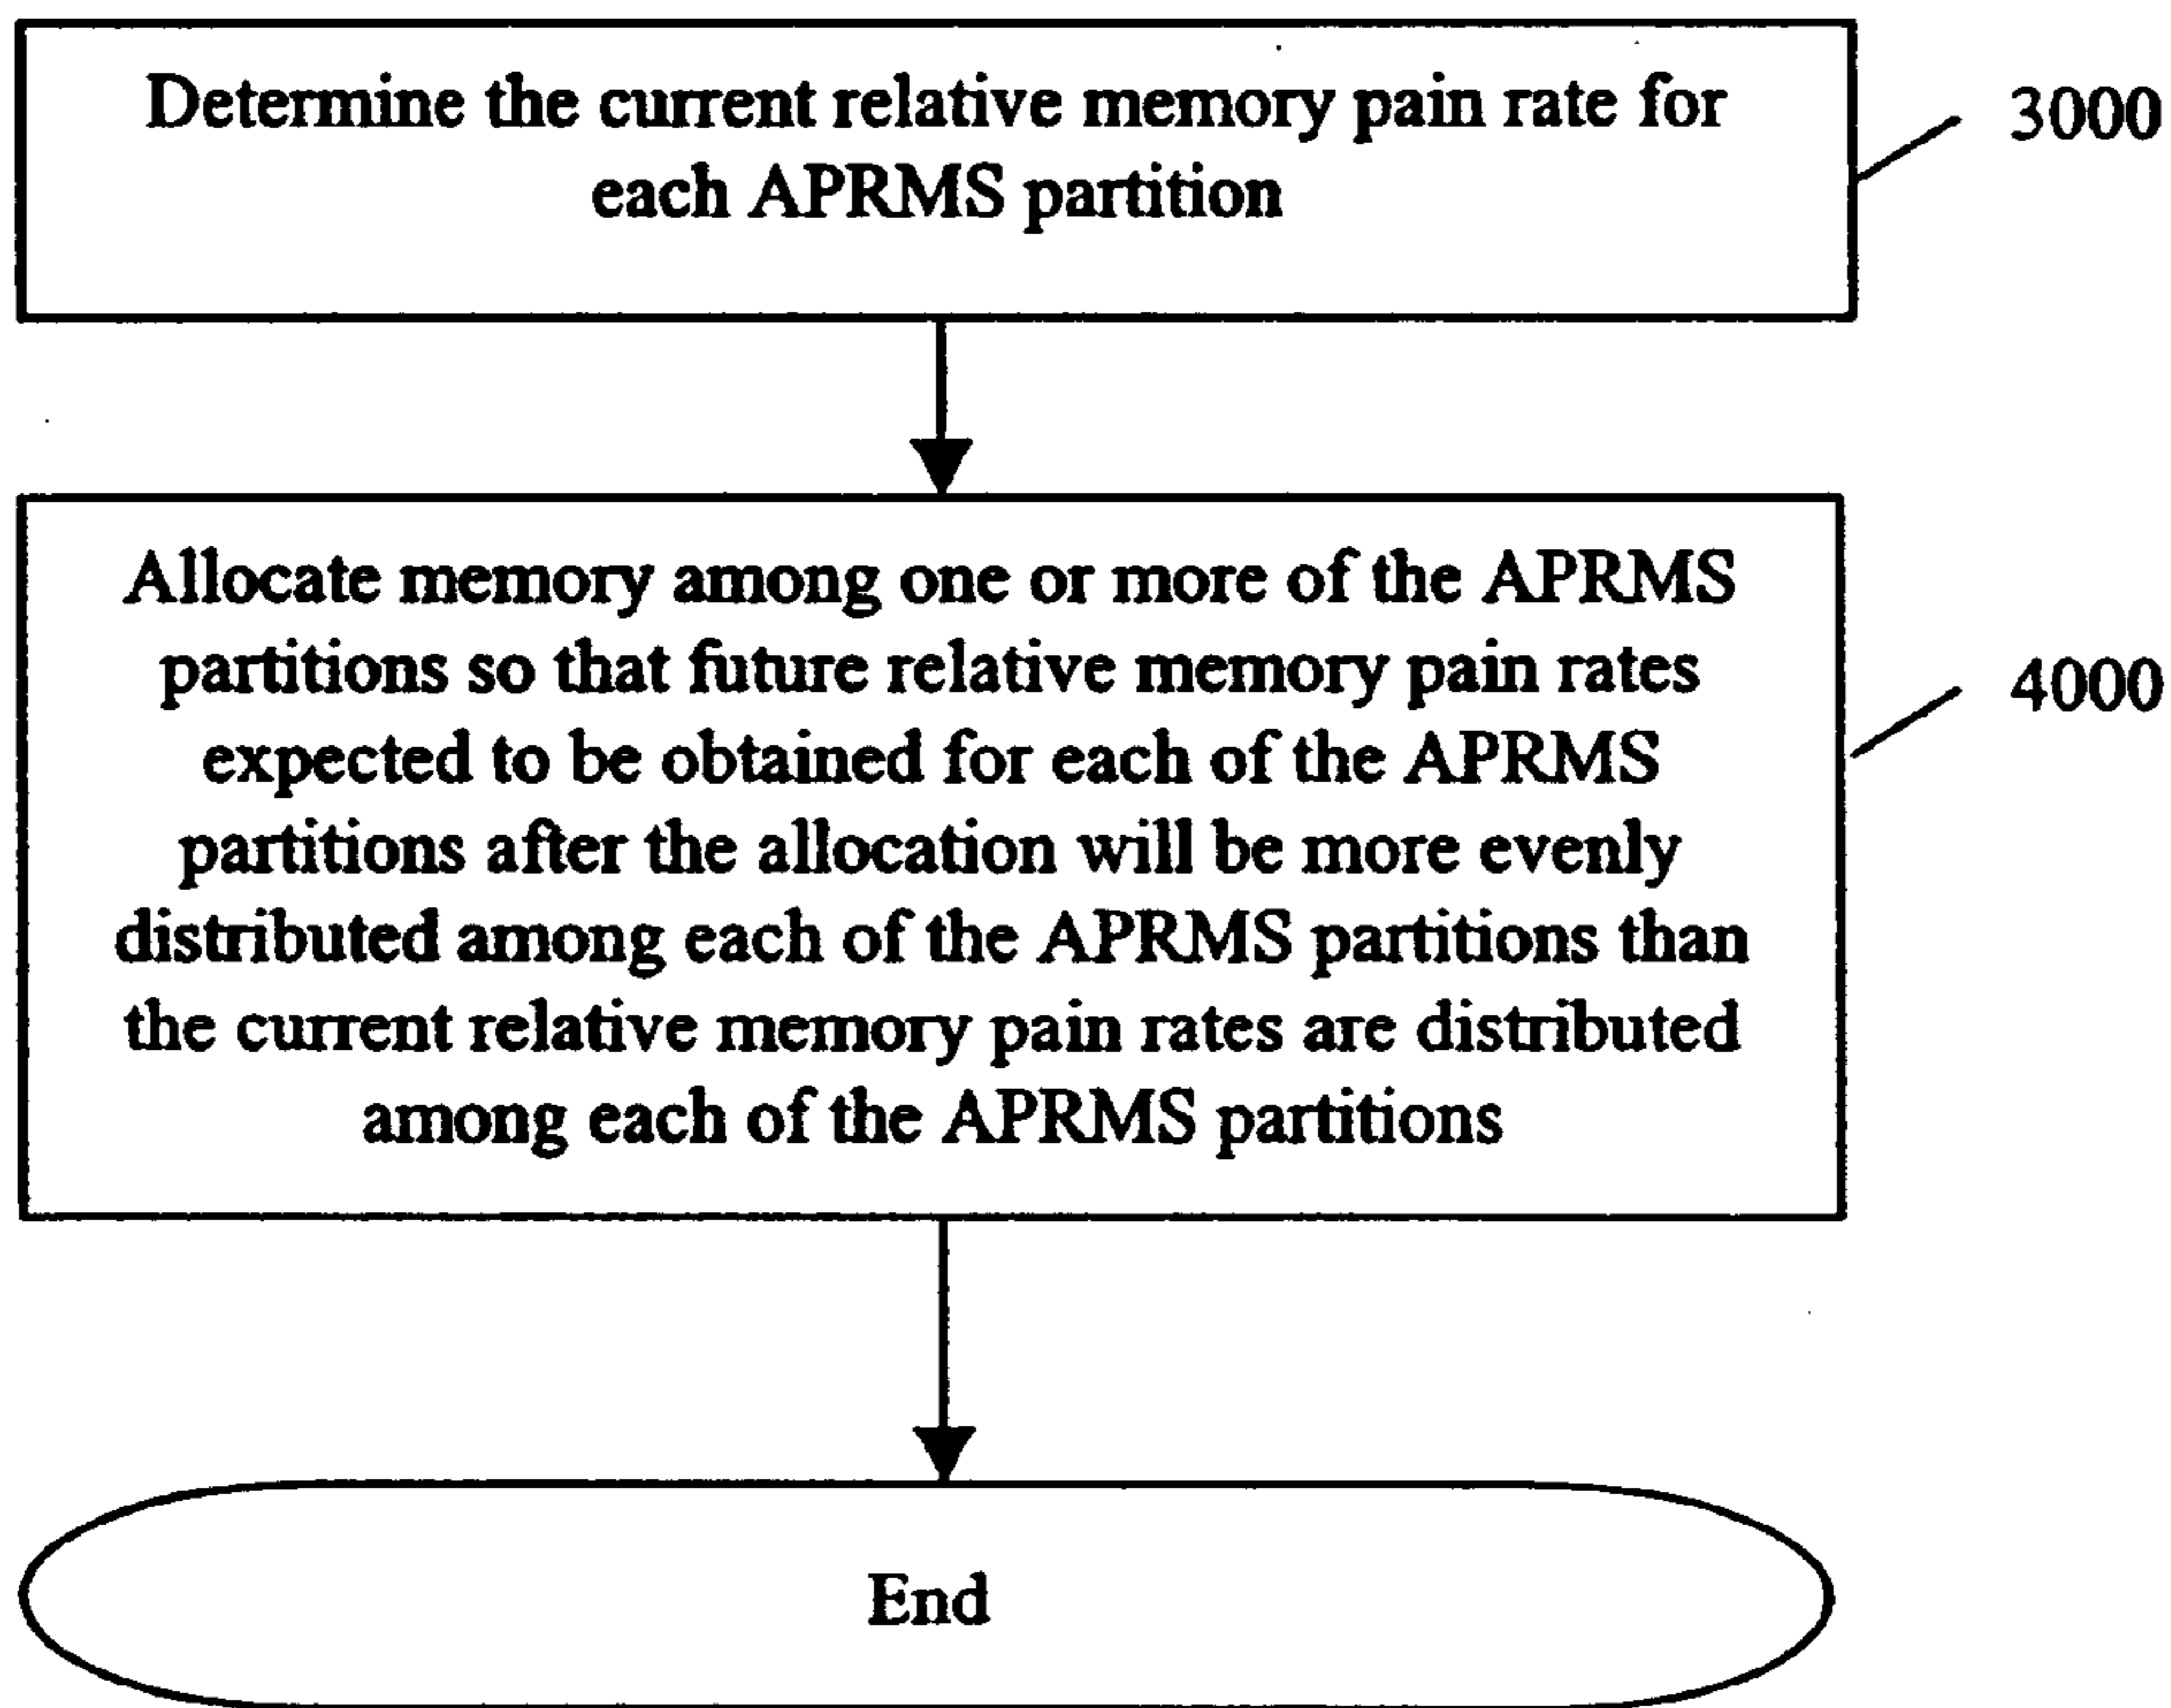 Determine the current relative memory pain rate for
each APRMS partition
3000
Allocate memory among one or more of the APRMS
partitions so that future relative memory pain rates
expected to be obtained for each of the APRMS
partitions after the allocation will be more evenly
distributed among each of the APRMS partitions than
the current relative memory pain rates are distributed
among each of the APRMS partitions
4000
End